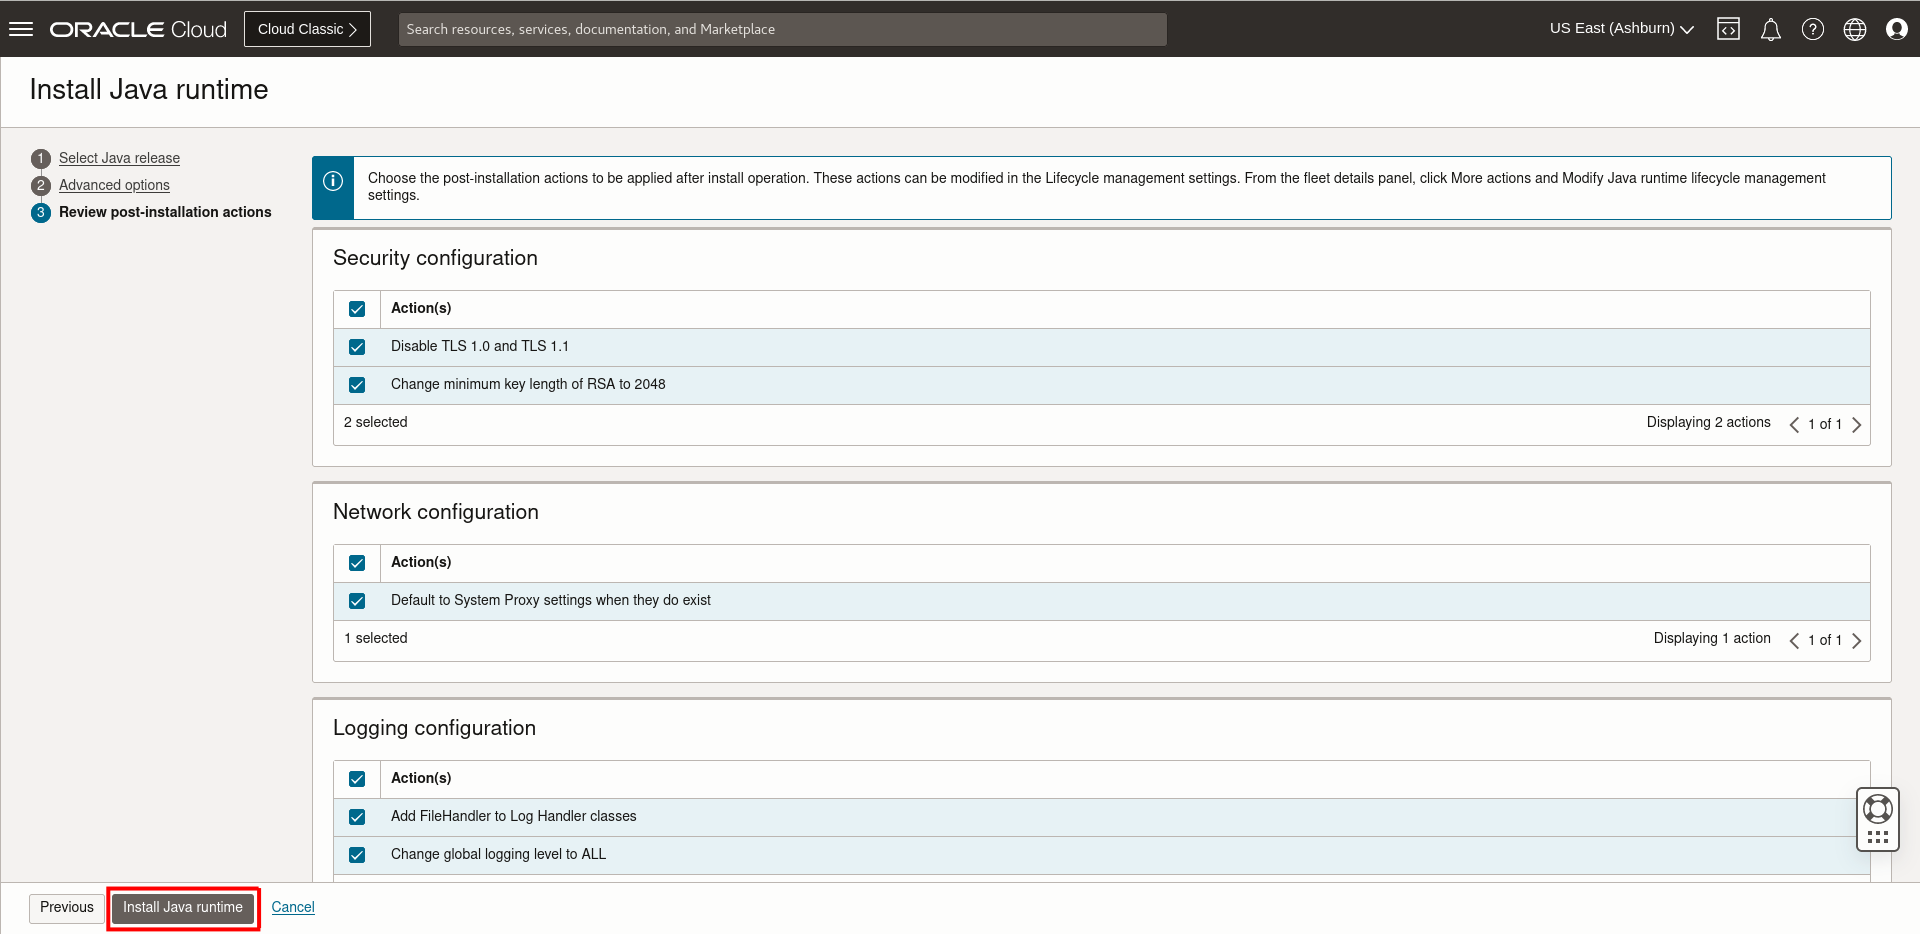 ORACLE Cloud
Cloud Classic
Search resources, services, documentation, and Marketplace
US East (Ashburn)
Install Java runtime
1 Select Java release
2 Advanced options
3 Review post-installation actions
Choose the post-installation actions to be applied after install operation. These actions can be modified in the Lifecycle management settings. From the fleet details panel, click More actions and Modify Java runtime lifecycle management
settings.
Security configuration
Action(s)
Disable TLS 1.0 and TLS 1.1
Change minimum key length of RSA to 2048
2 selected
Displaying 2 actions
1 of 1
Network configuration
Action(s)
Default to System Proxy settings when they do exist
1 selected
Displaying 1 action
1 of 1
Logging configuration
Action(s)
Add FileHandler to Log Handler classes
Change global logging level to ALL
Previous
Install Java runtime
Cancel